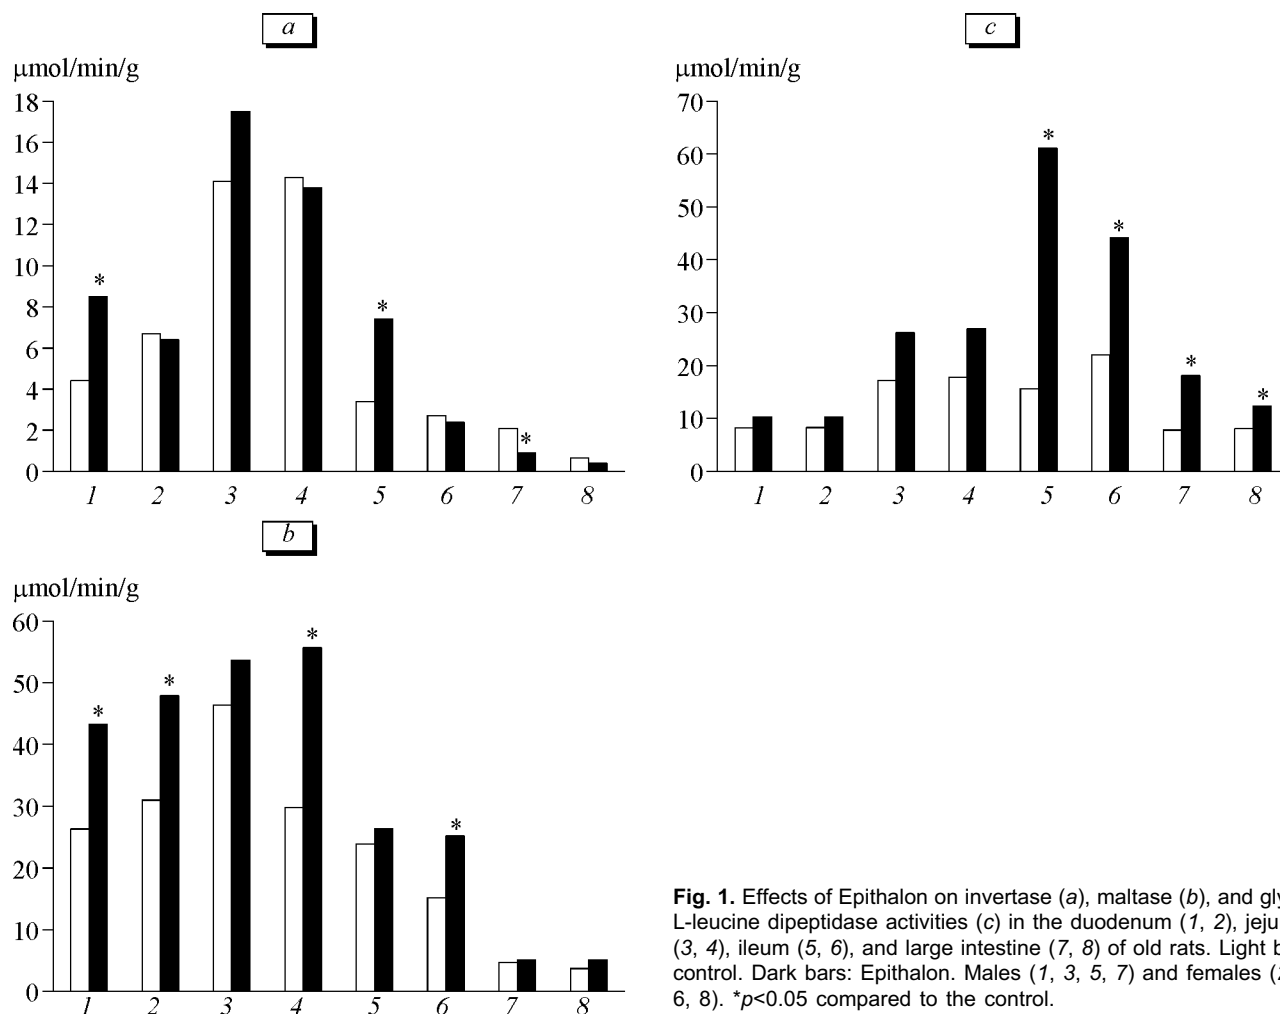 a
μmol/min/g
18
16
14
12
10
8
6
4
2
0
* * *
1 2 3 4 5 6 7 8
c
μmol/min/g
70
60
50
40
30
20
10
0
* * * *
1 2 3 4 5 6 7 8
b
μmol/min/g
60
50
40
30
20
10
0
* * * *
1 2 3 4 5 6 7 8
Fig. 1. Effects of Epithalon on invertase (a), maltase (b), and
L-leucine dipeptidase activities (c) in the duodenum (1, 2),
(3, 4), ileum (5, 6), and large intestine (7, 8) of old rats. Light
control. Dark bars: Epithalon. Males (1, 3, 5, 7) and females
6, 8). *p<0.05 compared to the control.